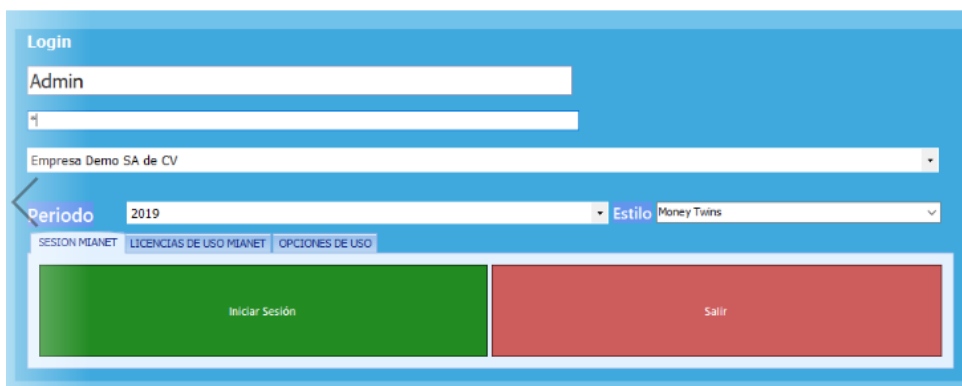 Login
Admin
*
Empresa Demo SA de CV
Periodo 2019 Estilo Money Twins
SESION MIANET LICENCIAS DE USO MIANET OPCIONES DE USO
Iniciar Sesión Salir